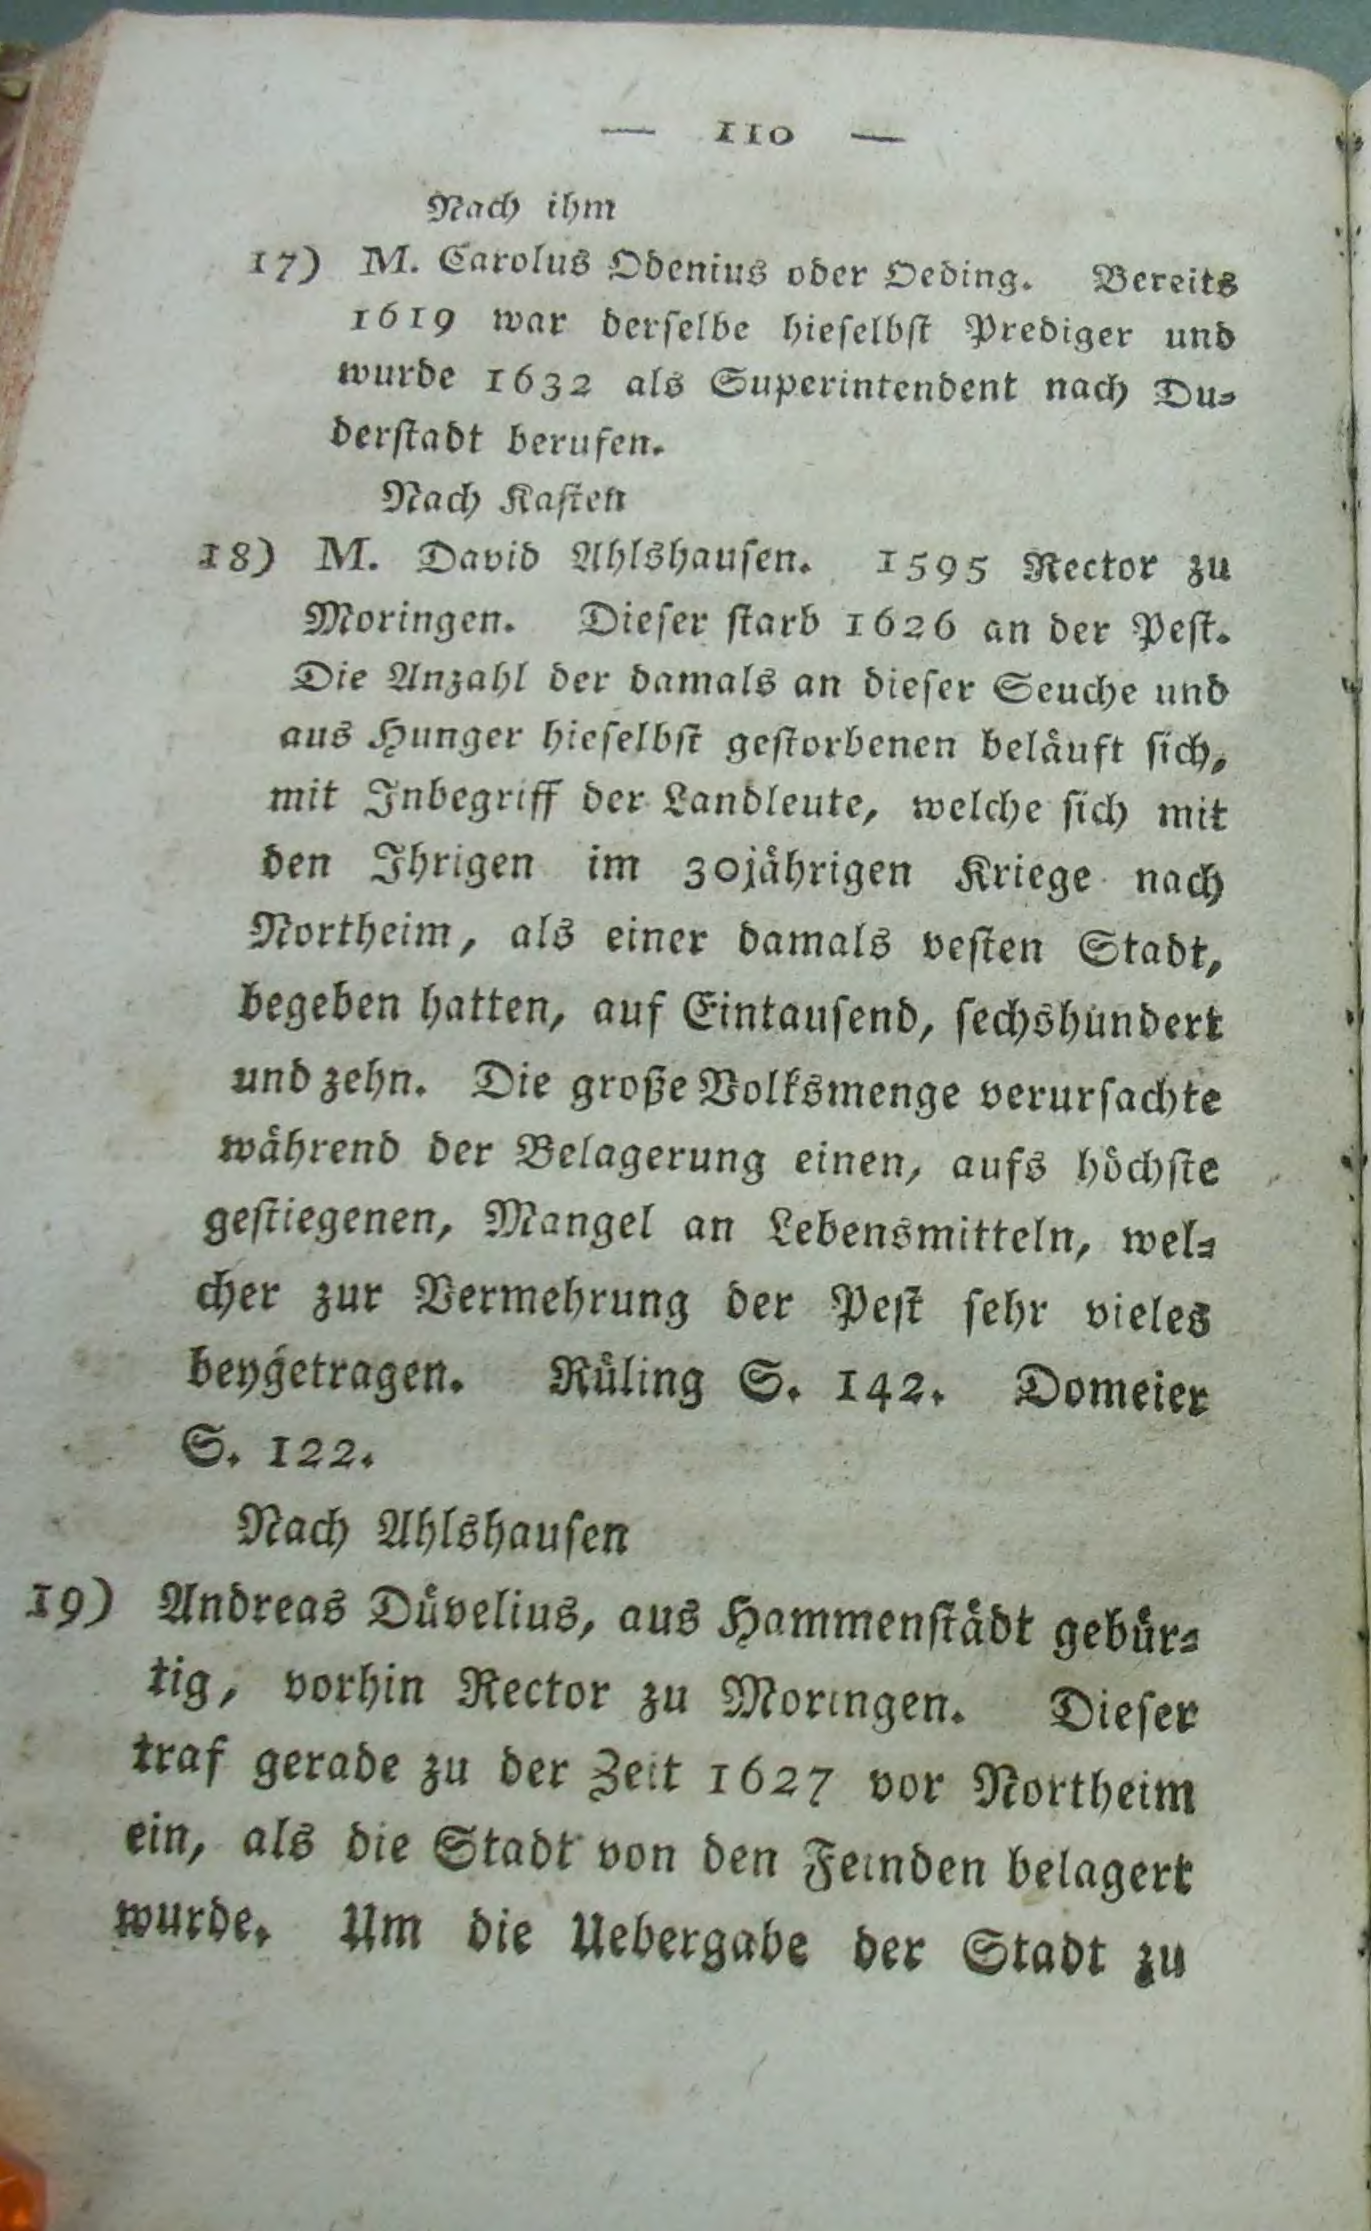 — 110 —
Nach ihm
17) M. Carolus Odenius oder Oeding. Bereits
1619 war derselbe hieselbst Prediger und
wurde 1632 als Superintendent nach Du-
derstadt berufen.
Nach Kasten
18) M. David Ahlshausen. 1595 Rector zu
Moringen. Dieser starb 1626 an der Pest.
Die Anzahl der damals an dieser Seuche und
aus Hunger hieselbst gestorbenen beläuft sich,
mit Inbegriff der Landleute, welche sich mit
den Ihrigen im 30jährigen Kriege nach
Northeim, als einer damals vesten Stadt,
begeben hatten, auf Eintausend, sechshundert
und zehn. Die große Volksmenge verursachte
während der Belagerung einen, aufs höchste
gestiegenen, Mangel an Lebensmitteln, wel-
cher zur Vermehrung der Pest sehr vieles
beygetragen. Rüling S. 142. Domeier
S. 122.
Nach Ahlshausen
19) Andreas Düvelius, aus Hammenstädt gebür-
tig, vorhin Rector zu Moringen. Dieser
traf gerade zu der Zeit 1627 vor Northeim
ein, als die Stadt von den Feinden belagert
wurde. Um die Uebergabe der Stadt zu